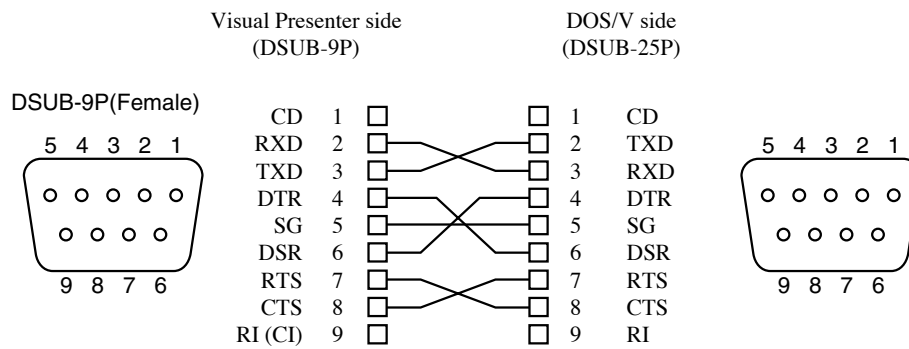 Visual Presenter side DOS/V side
(DSUB-9P) (DSUB-25P)
DSUB-9P(Female)
5 4 3 2 1
9 8 7 6
CD 1 1 CD
RXD 2 2 TXD
TXD 3 3 RXD
DTR 4 4 DTR
SG 5 5 SG
DSR 6 6 DSR
RTS 7 7 RTS
CTS 8 8 CTS
RI (CI) 9 9 RI
5 4 3 2 1
9 8 7 6